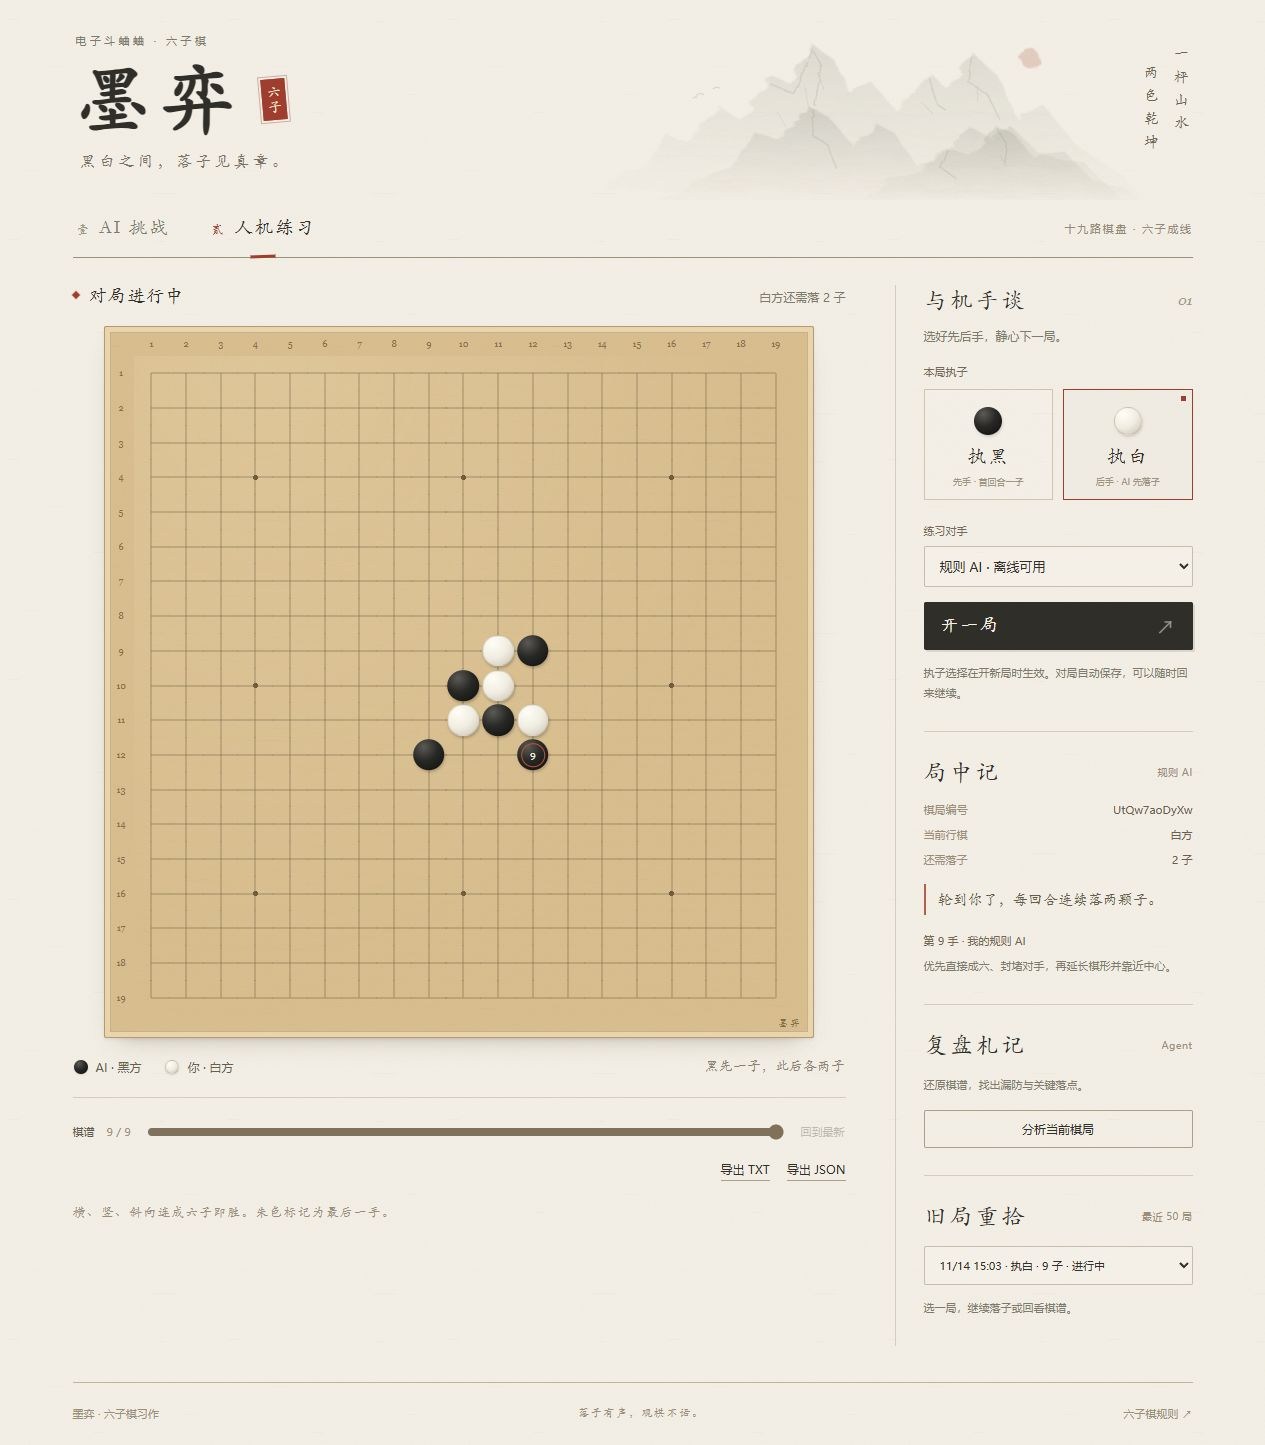 电子斗蛐蛐 · 六子棋
墨弈
六子
黑白之间，落子见真章。
一枰山水
两色乾坤
壹 AI 挑战
贰 人机练习
十九路棋盘 · 六子成线
对局进行中
白方还需落 2 子
1 2 3 4 5 6 7 8 9 10 11 12 13 14 15 16 17 18 19
1
2
3
4
5
6
7
8
9
10
11
12
9
13
14
15
16
17
18
19
墨弈
AI · 黑方
你 · 白方
黑先一子，此后各两子
棋谱 9 / 9
回到最新
导出 TXT 导出 JSON
横、竖、斜向连成六子即胜。朱色标记为最后一手。
与机手谈
01
选好先后手，静心下一局。
本局执子
执黑
先手 · 首回合一子
执白
后手 · AI 先落子
练习对手
规则 AI · 离线可用
开一局 ↗
执子选择在开新局时生效。对局自动保存，可以随时回
来继续。
局中记
规则 AI
棋局编号 UtQw7aoDyXw
当前行棋 白方
还需落子 2 子
轮到你了，每回合连续落两颗子。
第 9 手 · 我的规则 AI
优先直接成六、封堵对手，再延长棋形并靠近中心。
复盘札记
Agent
还原棋谱，找出漏防与关键落点。
分析当前棋局
旧局重拾
最近 50 局
11/14 15:03 · 执白 · 9 子 · 进行中
选一局，继续落子或回看棋谱。
墨弈 · 六子棋习作
落子有声，观棋不语。
六子棋规则 ↗